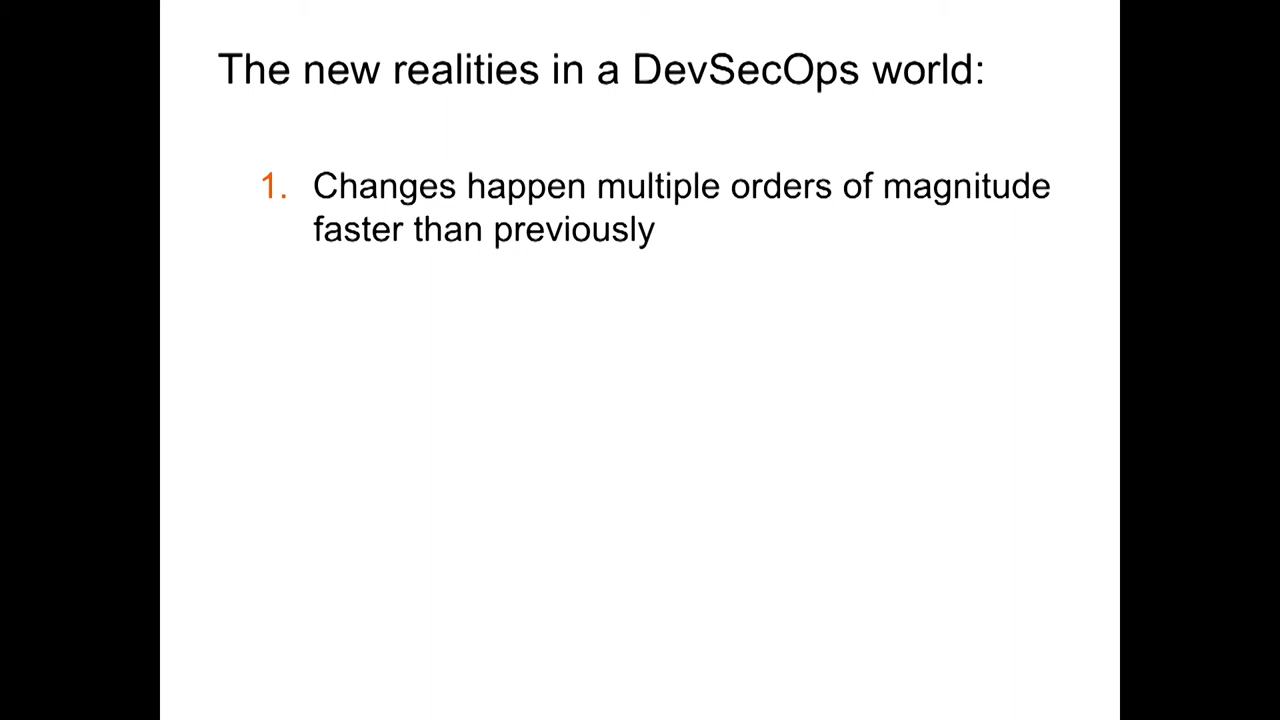 The new realities in a DevSecOps world:
1. Changes happen multiple orders of magnitude
faster than previously